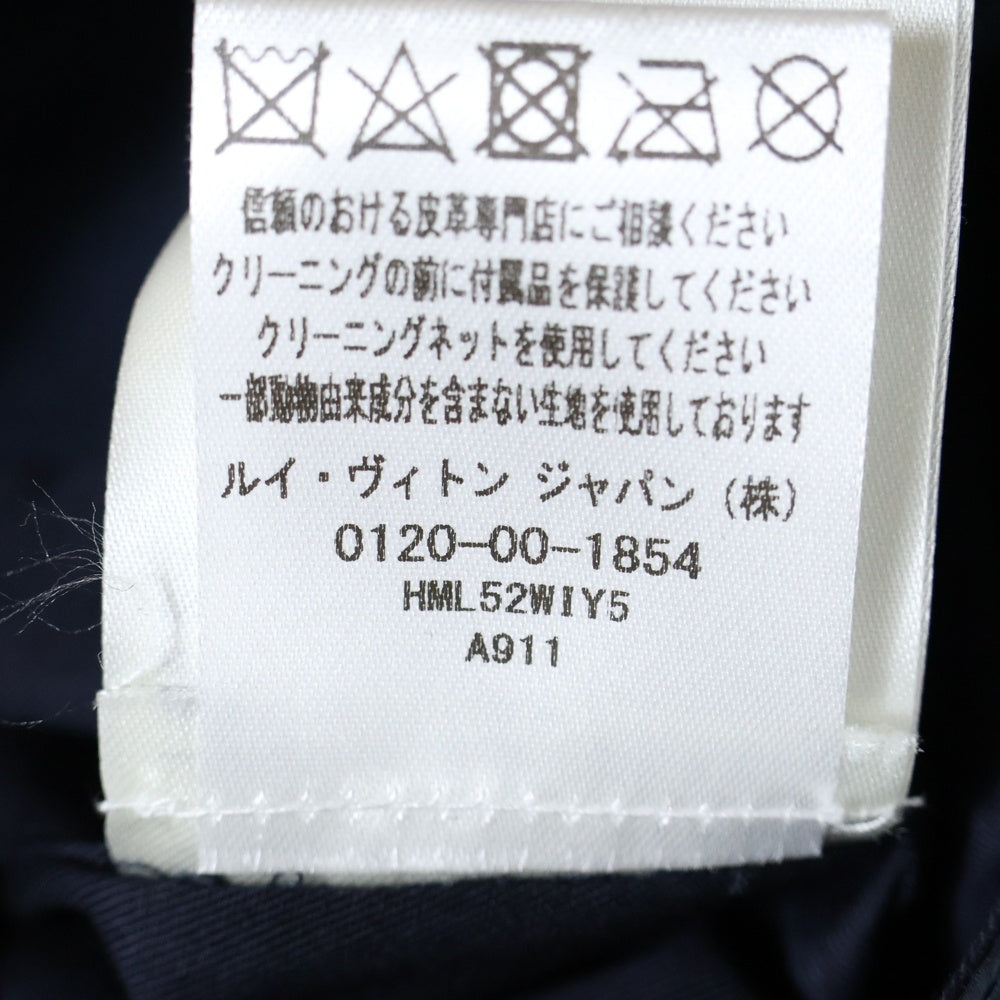 信頼のおける皮革専門店にご相談ください
クリーニングの前に付属品を保護してください
クリーニングネットを使用してください
一部動物由来成分を含まない生地を使用しております
ルイ・ヴィトン ジャパン (株)
0120-00-1854
HML52WIY5
A911